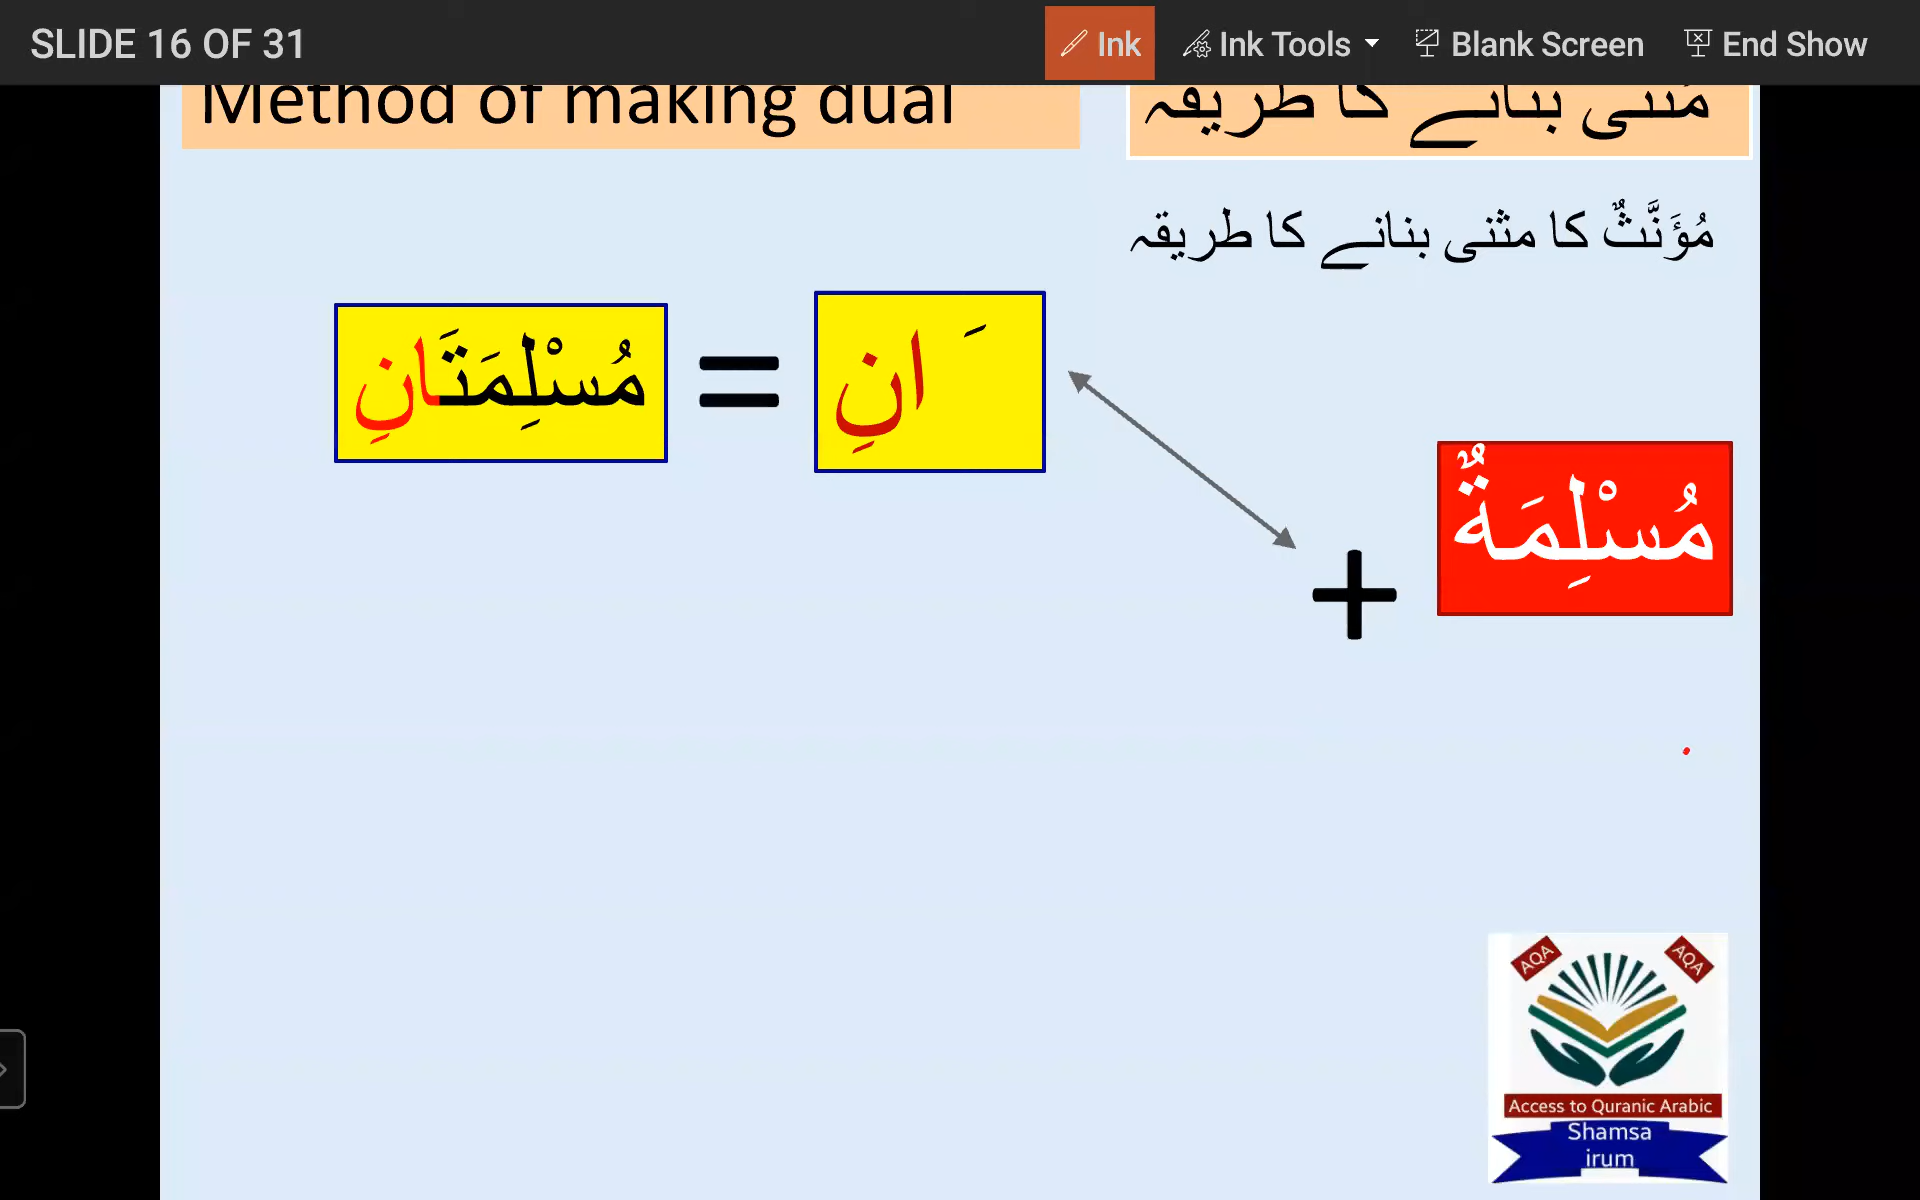 SLIDE 16 OF 31
Ink
Ink Tools
Blank Screen
End Show
Method of making dual
مثنی بنانے کا طریقہ
مُؤَنَّثٌ کا مثنی بنانے کا طریقہ
مُسْلِمَةٌ
+
َ انِ
=
مُسْلِمَتَانِ
AQA
AQA
Access to Quranic Arabic
Shamsa
irum